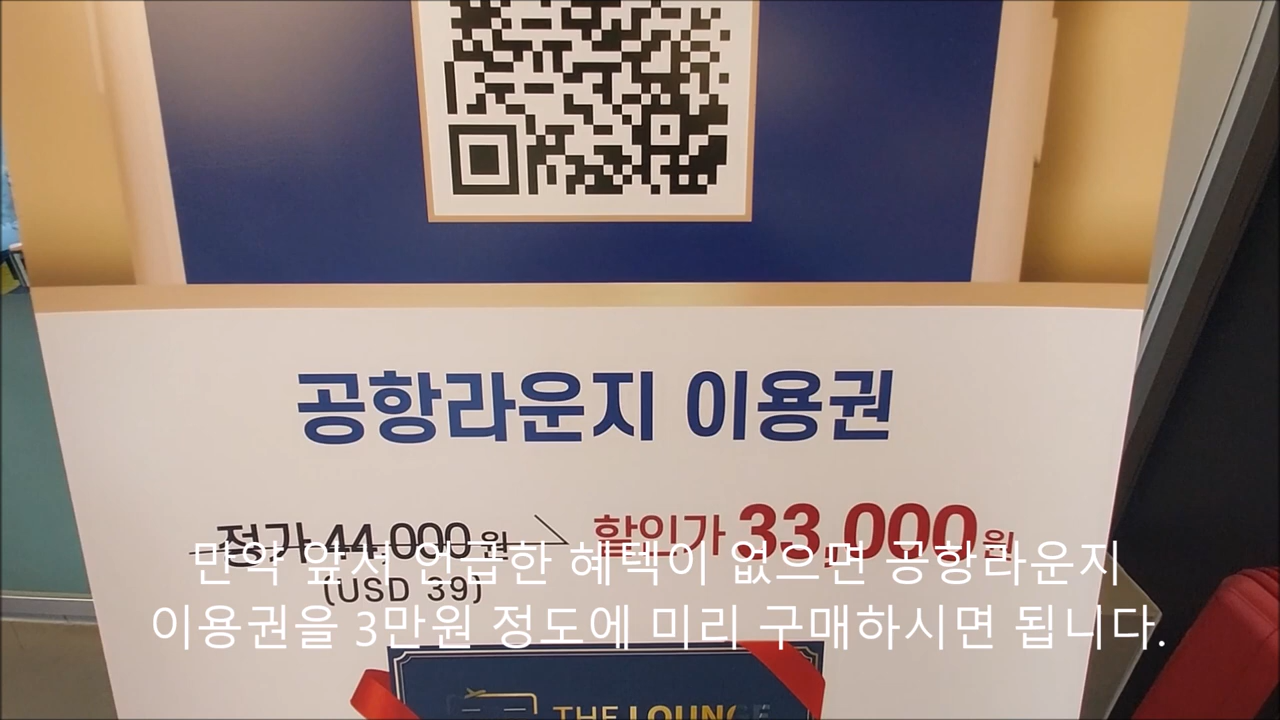 공항라운지 이용권
정가 44,000원 > 할인가 33,000원
(USD 39)
만약 앞서 언급한 혜택이 없으면 공항라운지
이용권을 3만원 정도에 미리 구매하시면 됩니다.
THE LOUNGE